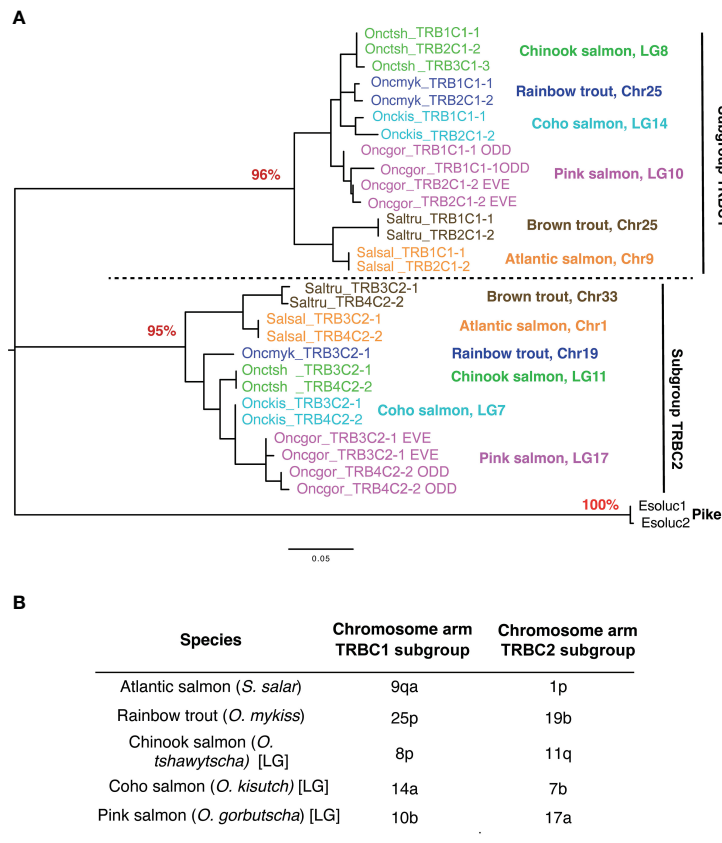 A
Onctsh_TRB1C1-1
Onctsh_TRB2C1-2
Onctsh_TRB3C1-3
Chinook salmon, LG8
Oncmyk_TRB1C1-1
Oncmyk_TRB2C1-2
Rainbow trout, Chr25
Onckis_TRB1C1-1
Onckis_TRB2C1-2
Coho salmon, LG14
Oncgor_TRB1C1-1 ODD
Oncgor_TRB1C1-1ODD
Oncgor_TRB2C1-2 EVE
Oncgor_TRB2C1-2 EVE
Pink salmon, LG10
96%
Saltru_TRB1C1-1
Saltru_TRB2C1-2
Brown trout, Chr25
Salsal_TRB1C1-1
Salsal _TRB2C1-2
Atlantic salmon, Chr9
Saltru_TRB3C2-1
Saltru_TRB4C2-2
Brown trout, Chr33
95%
Salsal_TRB3C2-1
Salsal_TRB4C2-2
Atlantic salmon, Chr1
Oncmyk_TRB3C2-1
Rainbow trout, Chr19
Onctsh _TRB3C2-1
Onctsh _TRB4C2-2
Chinook salmon, LG11
Onckis_TRB3C2-1
Onckis_TRB4C2-2
Coho salmon, LG7
Oncgor_TRB3C2-1 EVE
Oncgor_TRB3C2-1 EVE
Oncgor_TRB4C2-2 ODD
Oncgor_TRB4C2-2 ODD
Pink salmon, LG17
Subgroup TRBC2
100%
Esoluc1
Esoluc2
Pike
0.05
B
Species
Chromosome arm
TRBC1 subgroup
Chromosome arm
TRBC2 subgroup
Atlantic salmon (S. salar) 9qa 1p
Rainbow trout (O. mykiss) 25p 19b
Chinook salmon (O.
tshawytscha) [LG] 8p 11q
Coho salmon (O. kisutch) [LG] 14a 7b
Pink salmon (O. gorbutscha) [LG] 10b 17a